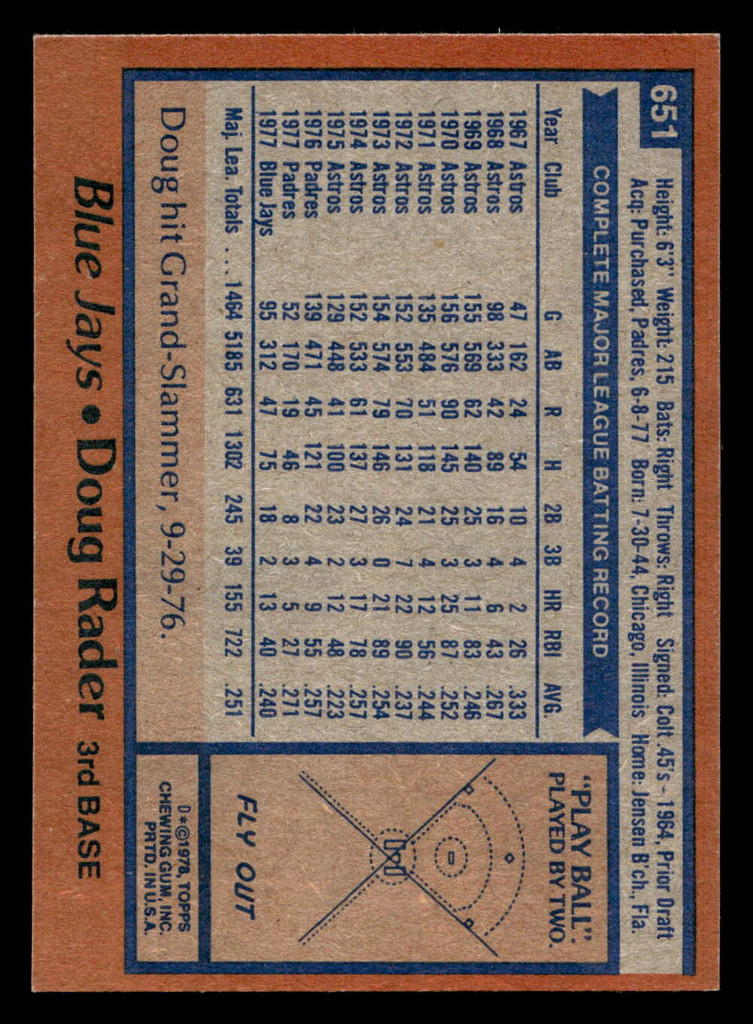 651
Height: 6'3" Weight: 215 Bats: Right Throws: Right Signed: Colt .45's - 1964, Prior Draft
Acq: Purchased, Padres, 6-8-77 Born: 7-30-44, Chicago, Illinois Home: Jensen B'ch., Fla.
COMPLETE MAJOR LEAGUE BATTING RECORD
Year Club G AB R H 2B 3B HR RBI AVG.
1967 Astros 47 162 24 54 10 4 2 26 .333
1968 Astros 98 333 42 89 16 4 6 43 .267
1969 Astros 155 569 62 140 25 3 11 83 .246
1970 Astros 156 576 90 145 25 3 25 87 .252
1971 Astros 135 484 51 118 21 4 12 56 .244
1972 Astros 152 553 70 131 24 7 22 90 .237
1973 Astros 154 574 79 146 26 0 21 89 .254
1974 Astros 152 533 61 137 27 3 17 78 .257
1975 Astros 129 448 41 100 23 2 12 48 .223
1976 Padres 139 471 45 121 22 4 9 55 .257
1977 Padres 52 170 19 46 8 3 5 27 .271
1977 Blue Jays 95 312 47 75 18 2 13 40 .240
Maj. Lea. Totals . . . 1464 5185 631 1302 245 39 155 722 .251
Doug hit Grand-Slammer, 9-29-76.
"PLAY BALL".
PLAYED BY TWO.
FLY OUT
D*©1978, TOPPS
CHEWING GUM, INC.
PRTD. IN U.S.A.
Blue Jays • Doug Rader 3rd BASE